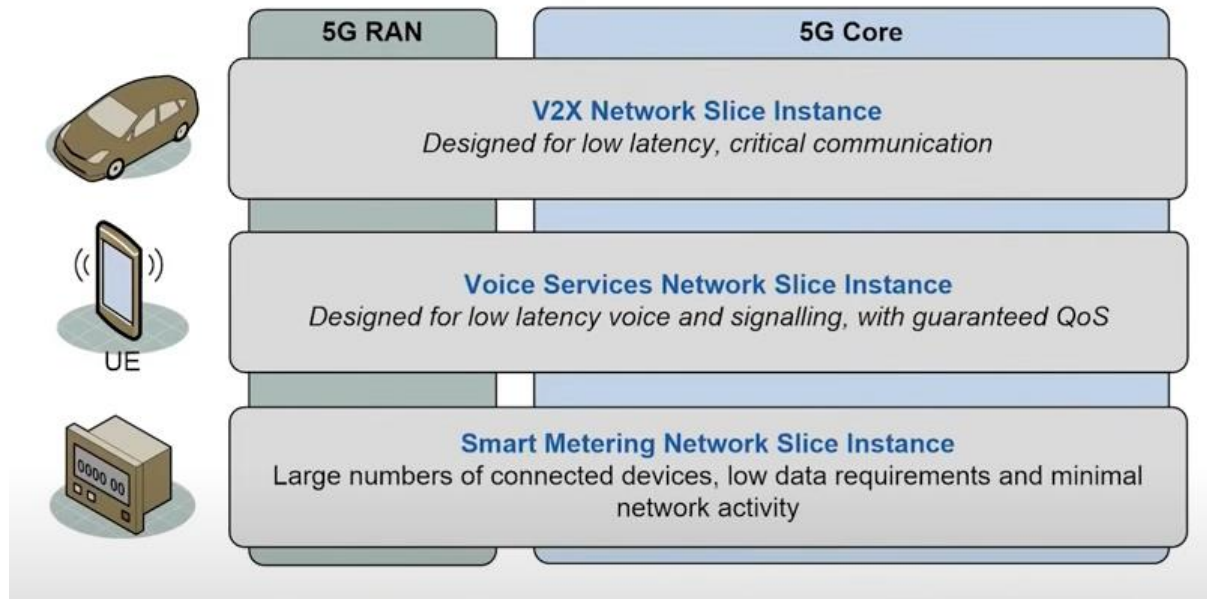 5G RAN
5G Core
V2X Network Slice Instance
Designed for low latency, critical communication
Voice Services Network Slice Instance
Designed for low latency voice and signalling, with guaranteed QoS
UE
Smart Metering Network Slice Instance
Large numbers of connected devices, low data requirements and minimal
network activity
0000 00